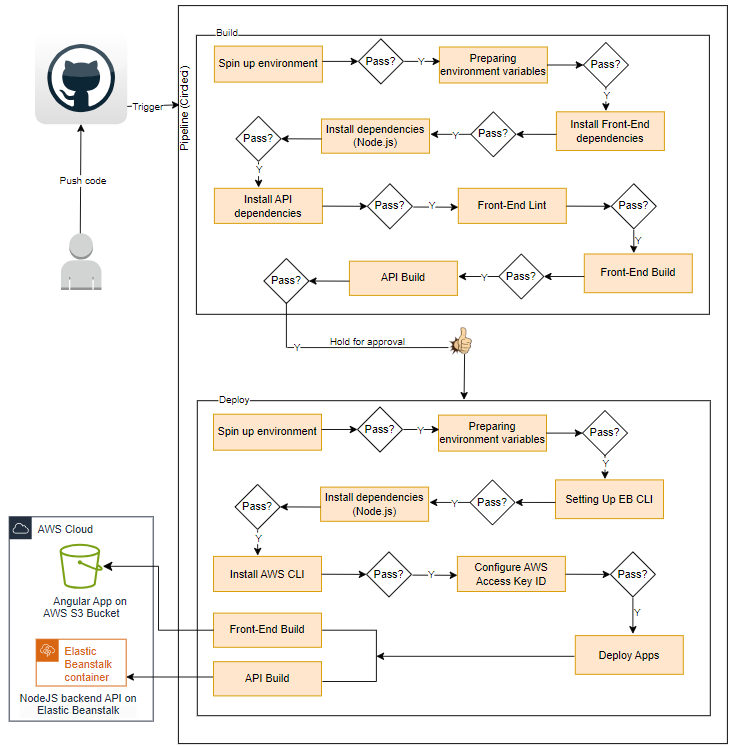 Build
Spin up environment
Pass?
Y
Preparing
environment variables
Pass?
Y
Trigger
Pipeline (Cirdeci)
Install Front-End
dependencies
Pass?
Y
Install dependencies
(Node.js)
Pass?
Y
Push code
Install API
dependencies
Pass?
Y
Front-End Lint
Pass?
Y
Front-End Build
Pass?
Y
API Build
Pass?
Y
Hold for approval
Deploy
Spin up environment
Pass?
Y
Preparing
environment variables
Pass?
Y
Setting Up EB CLI
Pass?
Y
Install dependencies
(Node.js)
Pass?
Y
Install AWS CLI
Pass?
Y
Configure AWS
Access Key ID
Pass?
Y
Deploy Apps
Front-End Build
API Build
AWS Cloud
Angular App on
AWS S3 Bucket
Elastic
Beanstalk
container
NodeJS backend API on
Elastic Beanstalk